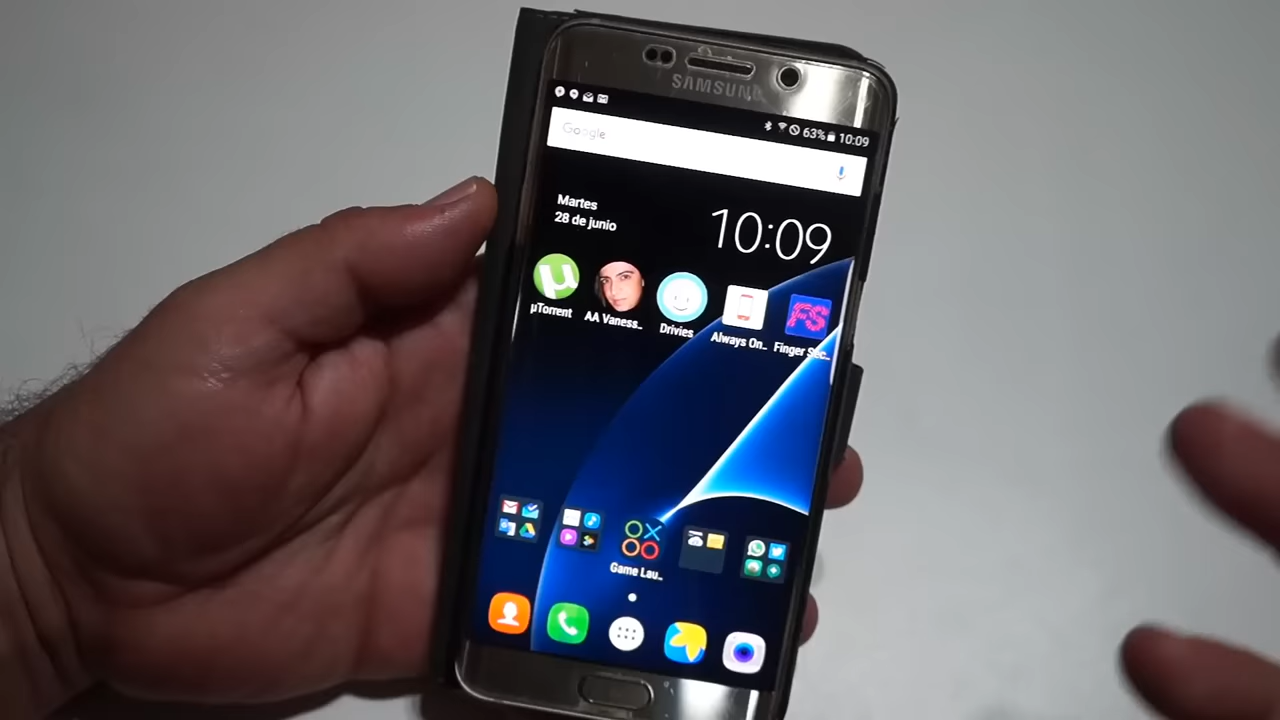 SAMSUNG
63% 10:09
Google
Martes
28 de junio
10:09
µTorrent
AA Vaness..
Drivies
Always On..
Finger Sec..
Game Lau..